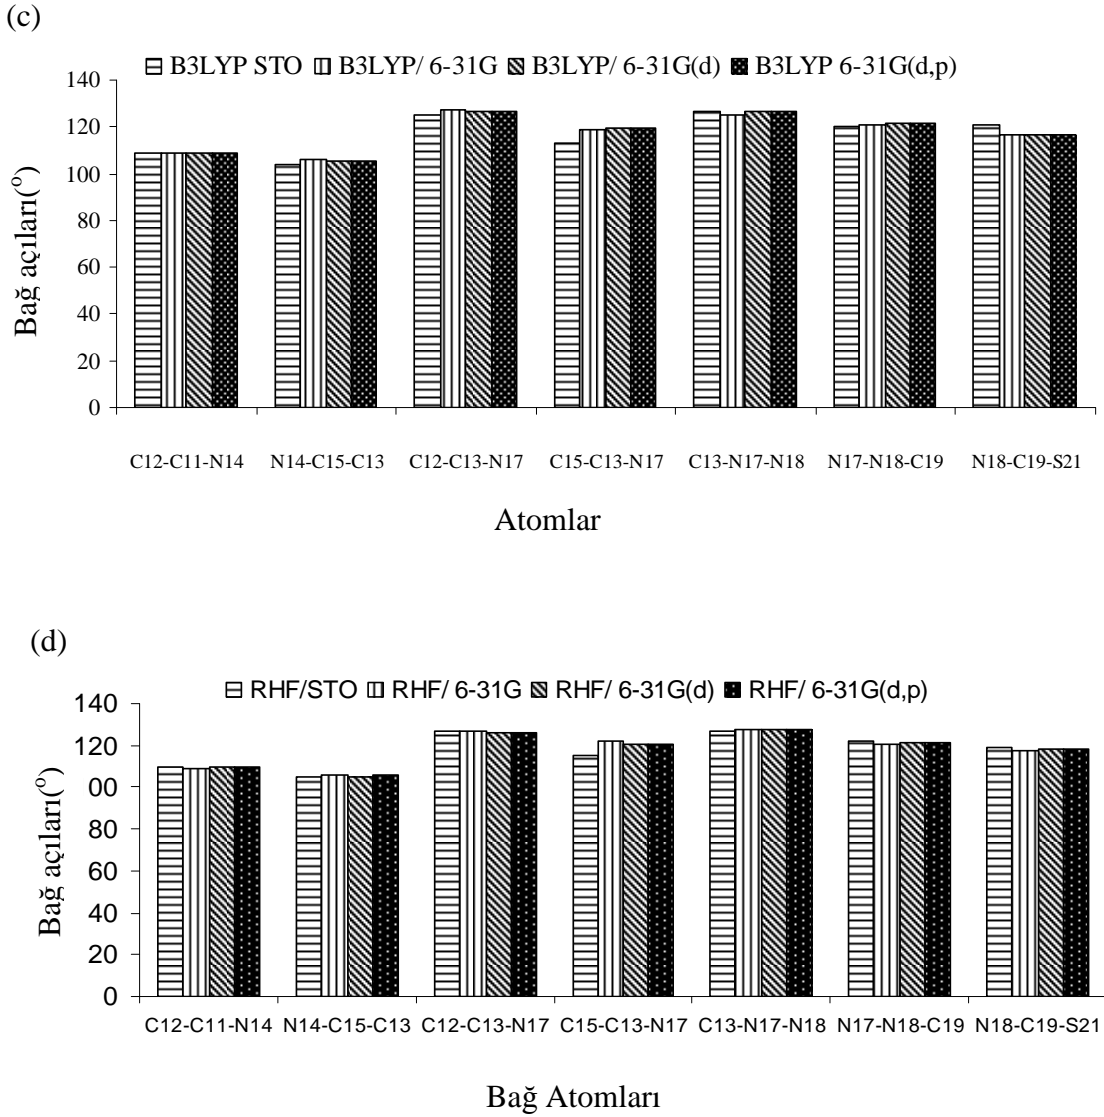 (c)
B3LYP STO B3LYP/ 6-31G B3LYP/ 6-31G(d) B3LYP 6-31G(d,p)
140
120
100
80
60
40
20
0
Bağ açıları(°)
C12-C11-N14 N14-C15-C13 C12-C13-N17 C15-C13-N17 C13-N17-N18 N17-N18-C19 N18-C19-S21
Atomlar
(d)
RHF/STO RHF/ 6-31G RHF/ 6-31G(d) RHF/ 6-31G(d,p)
140
120
00
80
60
40
20
0
Bağ açıları(°)
C12-C11-N14 N14-C15-C13 C12-C13-N17 C15-C13-N17 C13-N17-N18 N17-N18-C19 N18-C19-S21
Bağ Atomları